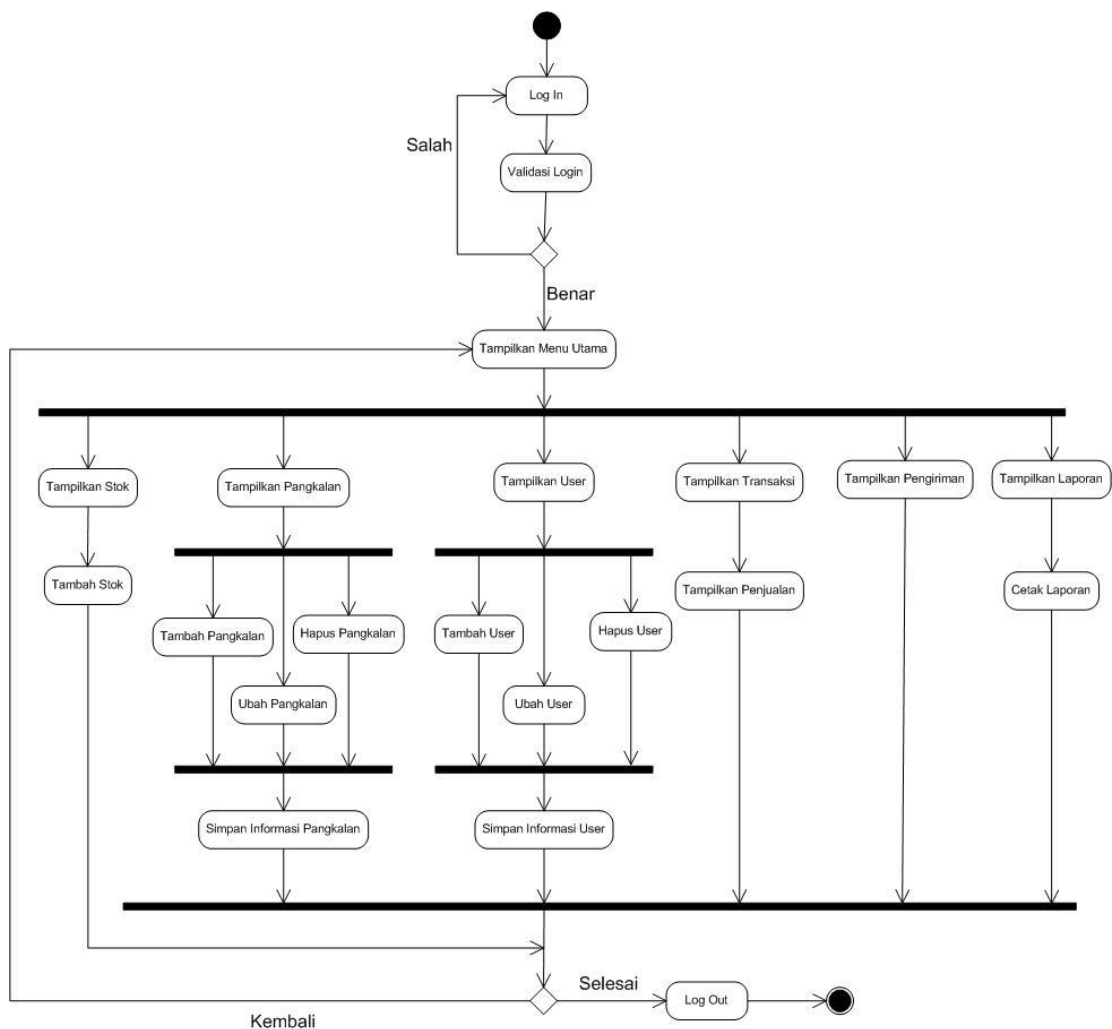 Log In
Salah
Validasi Login
Benar
Tampilkan Menu Utama
Tampilkan Stok
Tampilkan Pangkalan
Tampilkan User
Tampilkan Transaksi
Tampilkan Pengiriman
Tampilkan Laporan
Tambah Stok
Tampilkan Penjualan
Cetak Laporan
Tambah Pangkalan
Hapus Pangkalan
Tambah User
Hapus User
Ubah Pangkalan
Ubah User
Simpan Informasi Pangkalan
Simpan Informasi User
Selesai
Log Out
Kembali